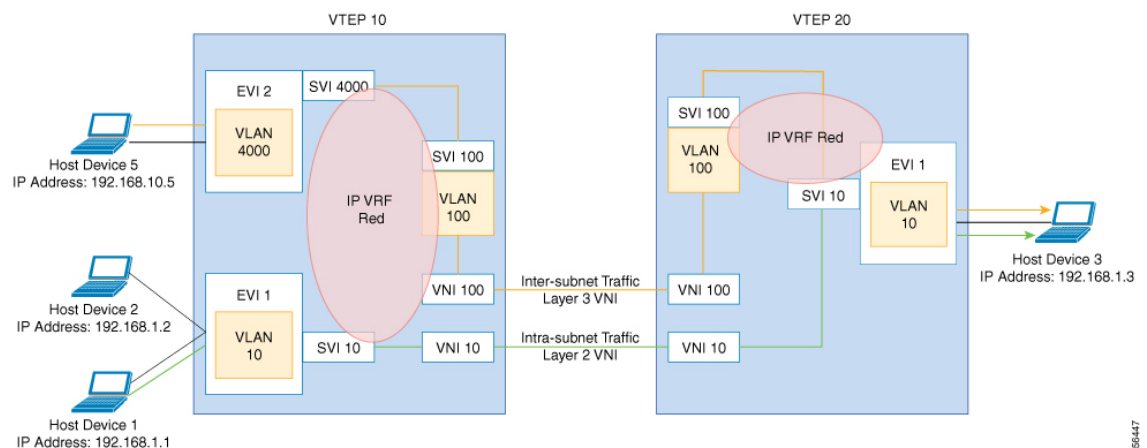 VTEP 10
VTEP 20
EVI 2
SVI 4000
VLAN
4000
Host Device 5
IP Address: 192.168.10.5
SVI 100
VLAN
100
IP VRF
Red
VNI 100
Host Device 2
IP Address: 192.168.1.2
EVI 1
VLAN
10
SVI 10
VNI 10
Host Device 1
IP Address: 192.168.1.1
Inter-subnet Traffic
Layer 3 VNI
Intra-subnet Traffic
Layer 2 VNI
SVI 100
VLAN
100
IP VRF Red
EVI 1
VLAN
10
SVI 10
VNI 100
VNI 10
Host Device 3
IP Address: 192.168.1.3